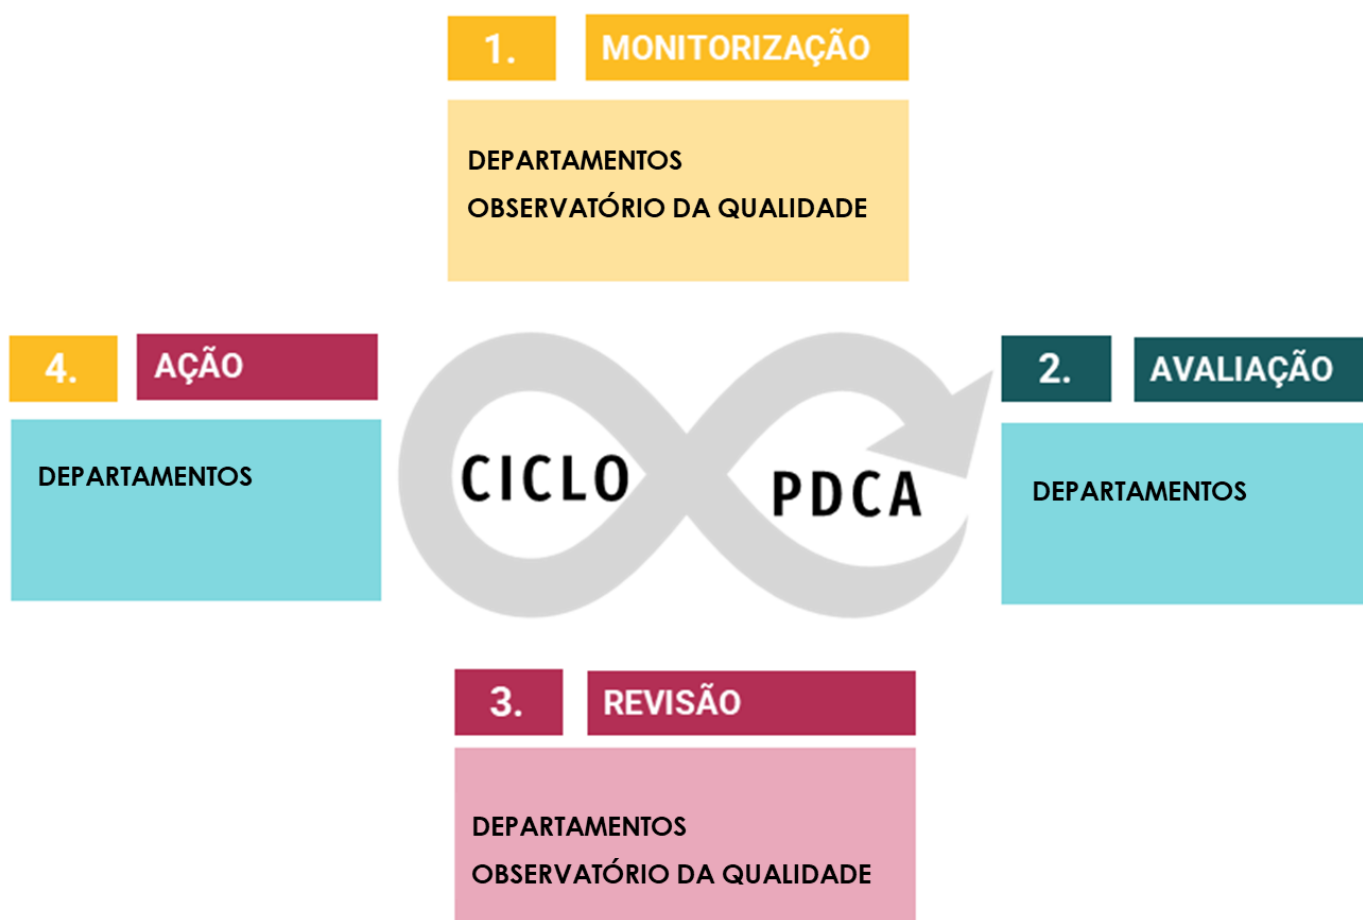 1. MONITORIZAÇÃO
DEPARTAMENTOS
OBSERVATÓRIO DA QUALIDADE
4. AÇÃO
DEPARTAMENTOS
CICLO PDCA
2. AVALIAÇÃO
DEPARTAMENTOS
3. REVISÃO
DEPARTAMENTOS
OBSERVATÓRIO DA QUALIDADE